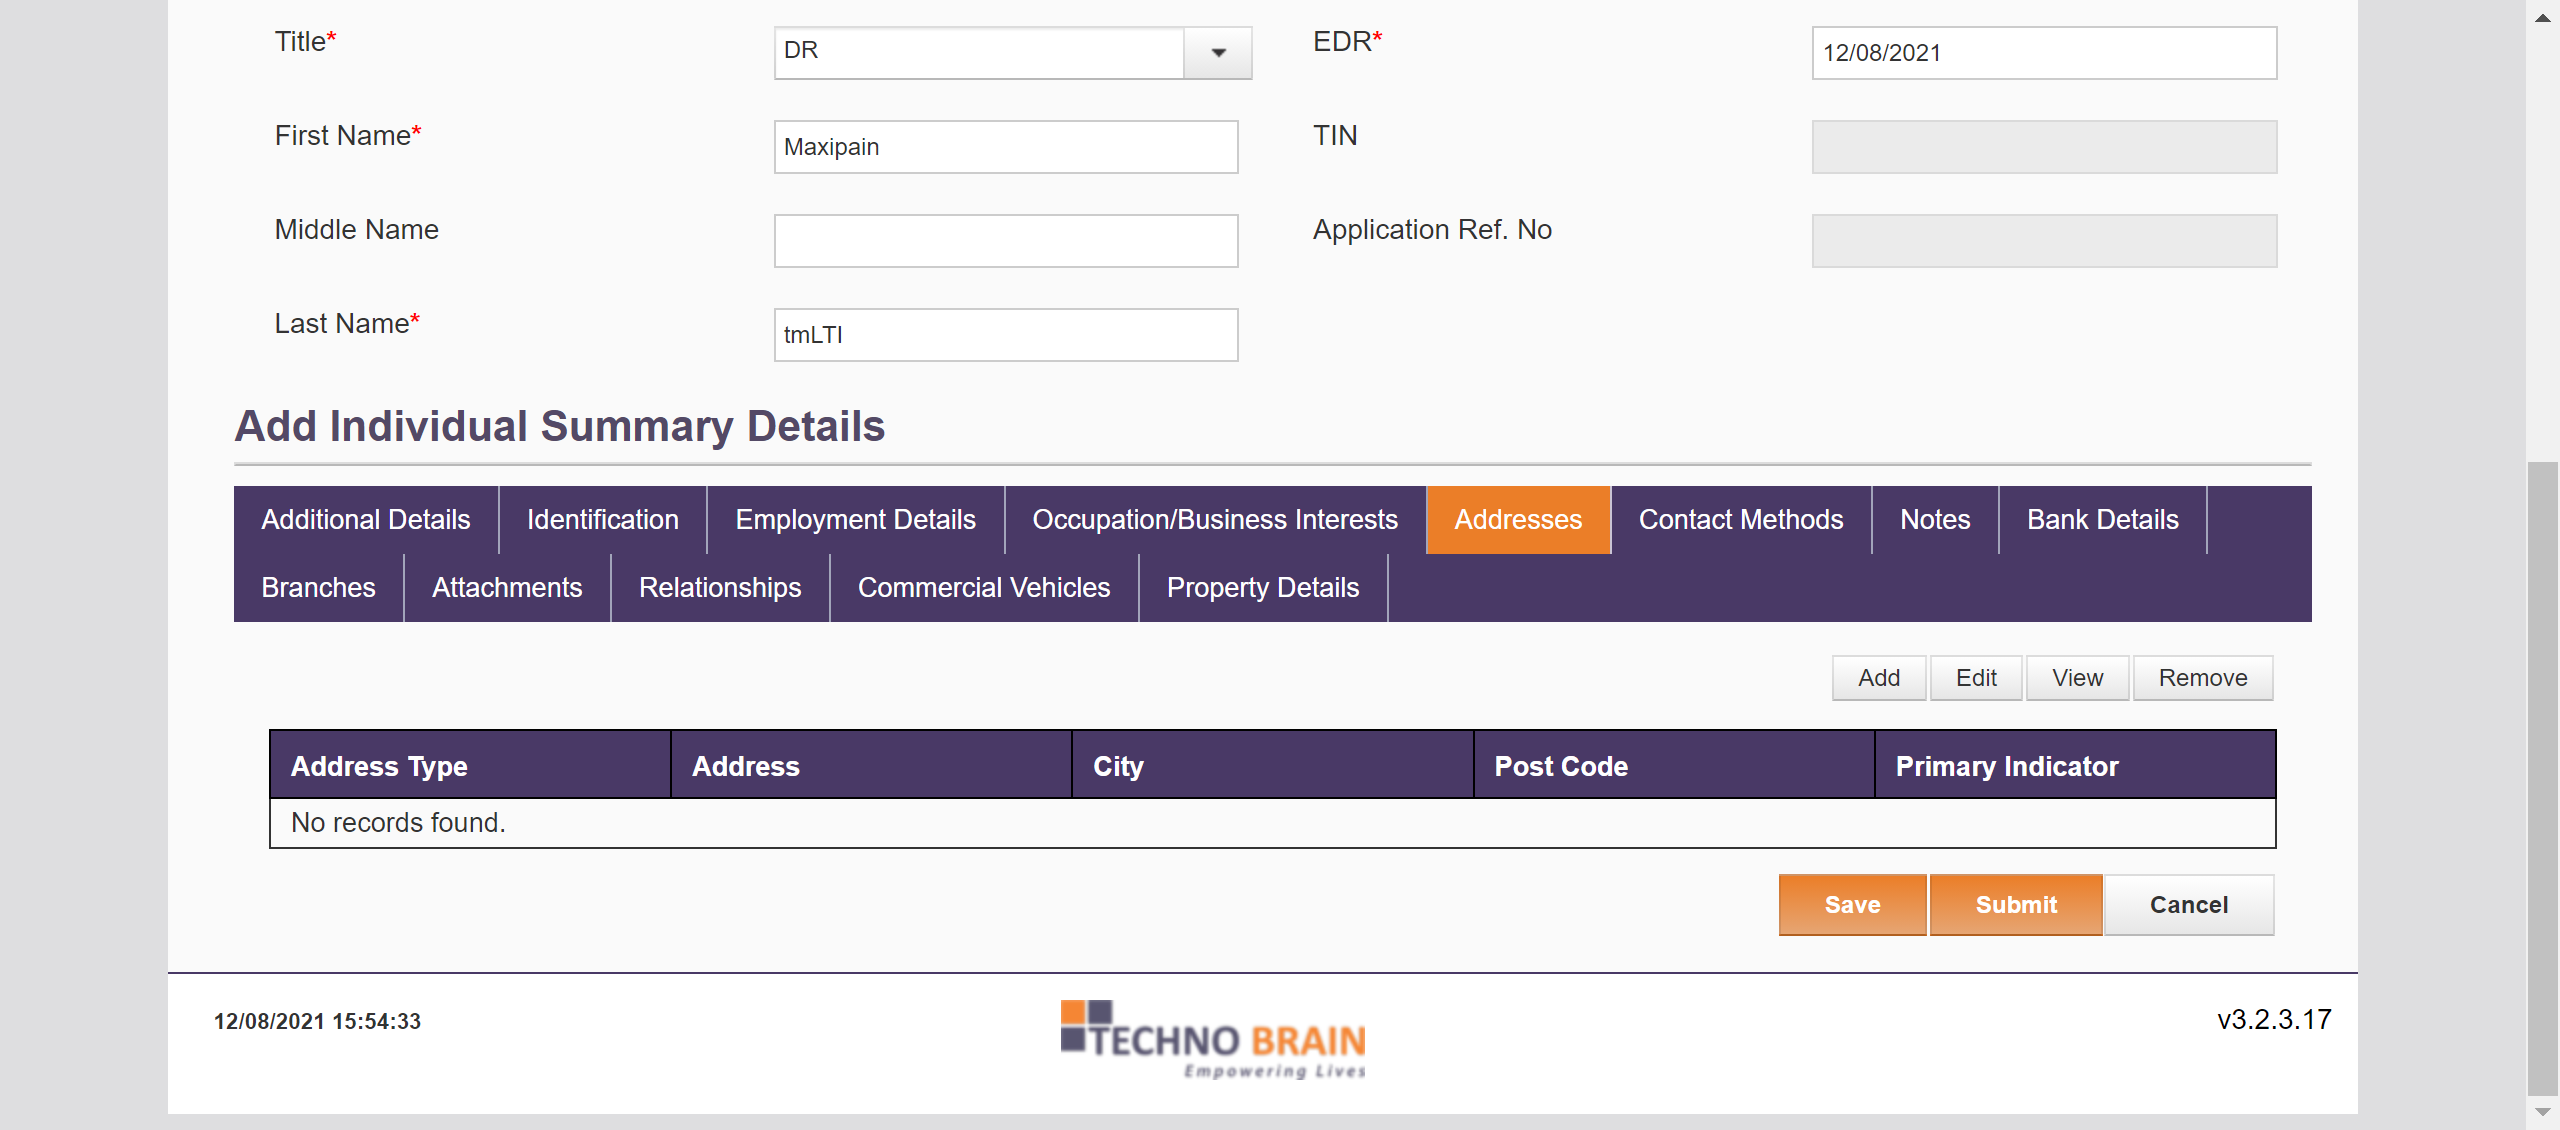 Title* DR EDR* 12/08/2021
First Name* Maxipain TIN
Middle Name Application Ref. No
Last Name* tmLTI
Add Individual Summary Details
Additional Details Identification Employment Details Occupation/Business Interests Addresses Contact Methods Notes Bank Details
Branches Attachments Relationships Commercial Vehicles Property Details
Add Edit View Remove
Address Type Address City Post Code Primary Indicator
No records found.
Save Submit Cancel
12/08/2021 15:54:33 TECHNO BRAIN v3.2.3.17
Empowering Lives